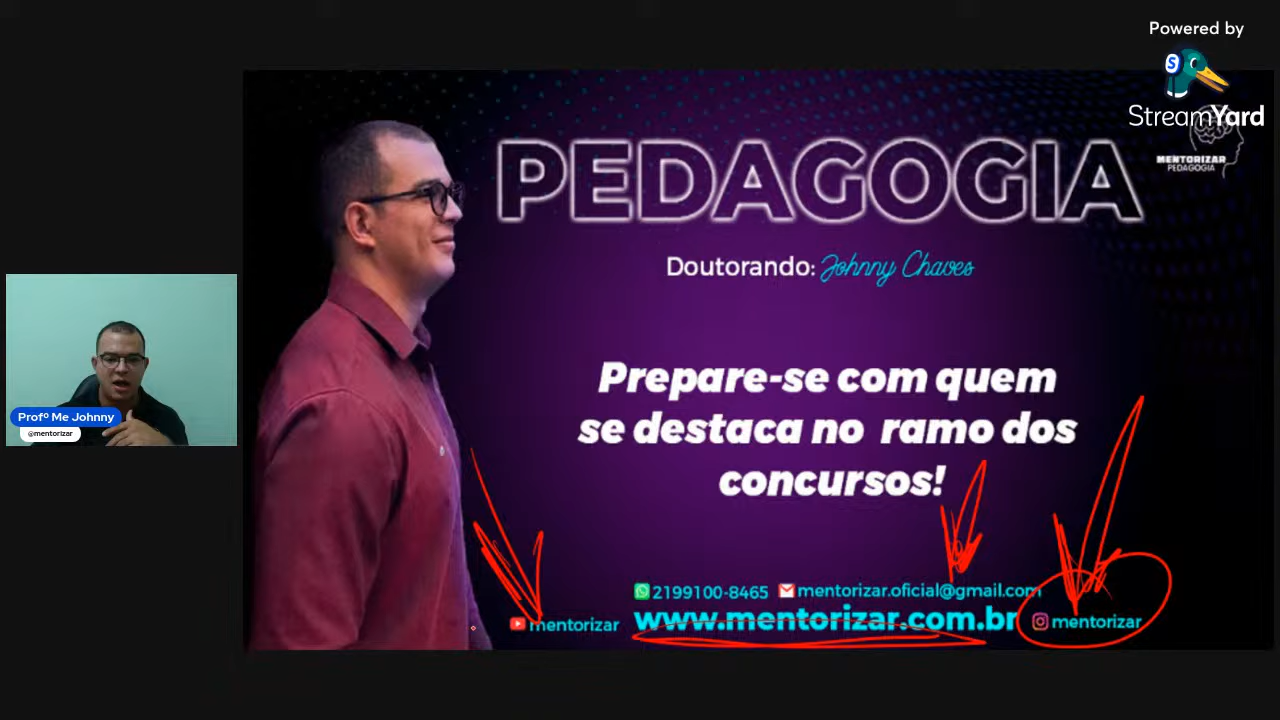 Powered by
StreamYard
MENTORIZAR
PEDAGOGIA
PEDAGOGIA
Doutorando: Johnny Chaves
Prepare-se com quem
se destaca no ramo dos
concursos!
Profº Me Johnny
@mentorizar
2199100-8465 mentorizar.oficial@gmail.com
mentorizar www.mentorizar.com.br mentorizar